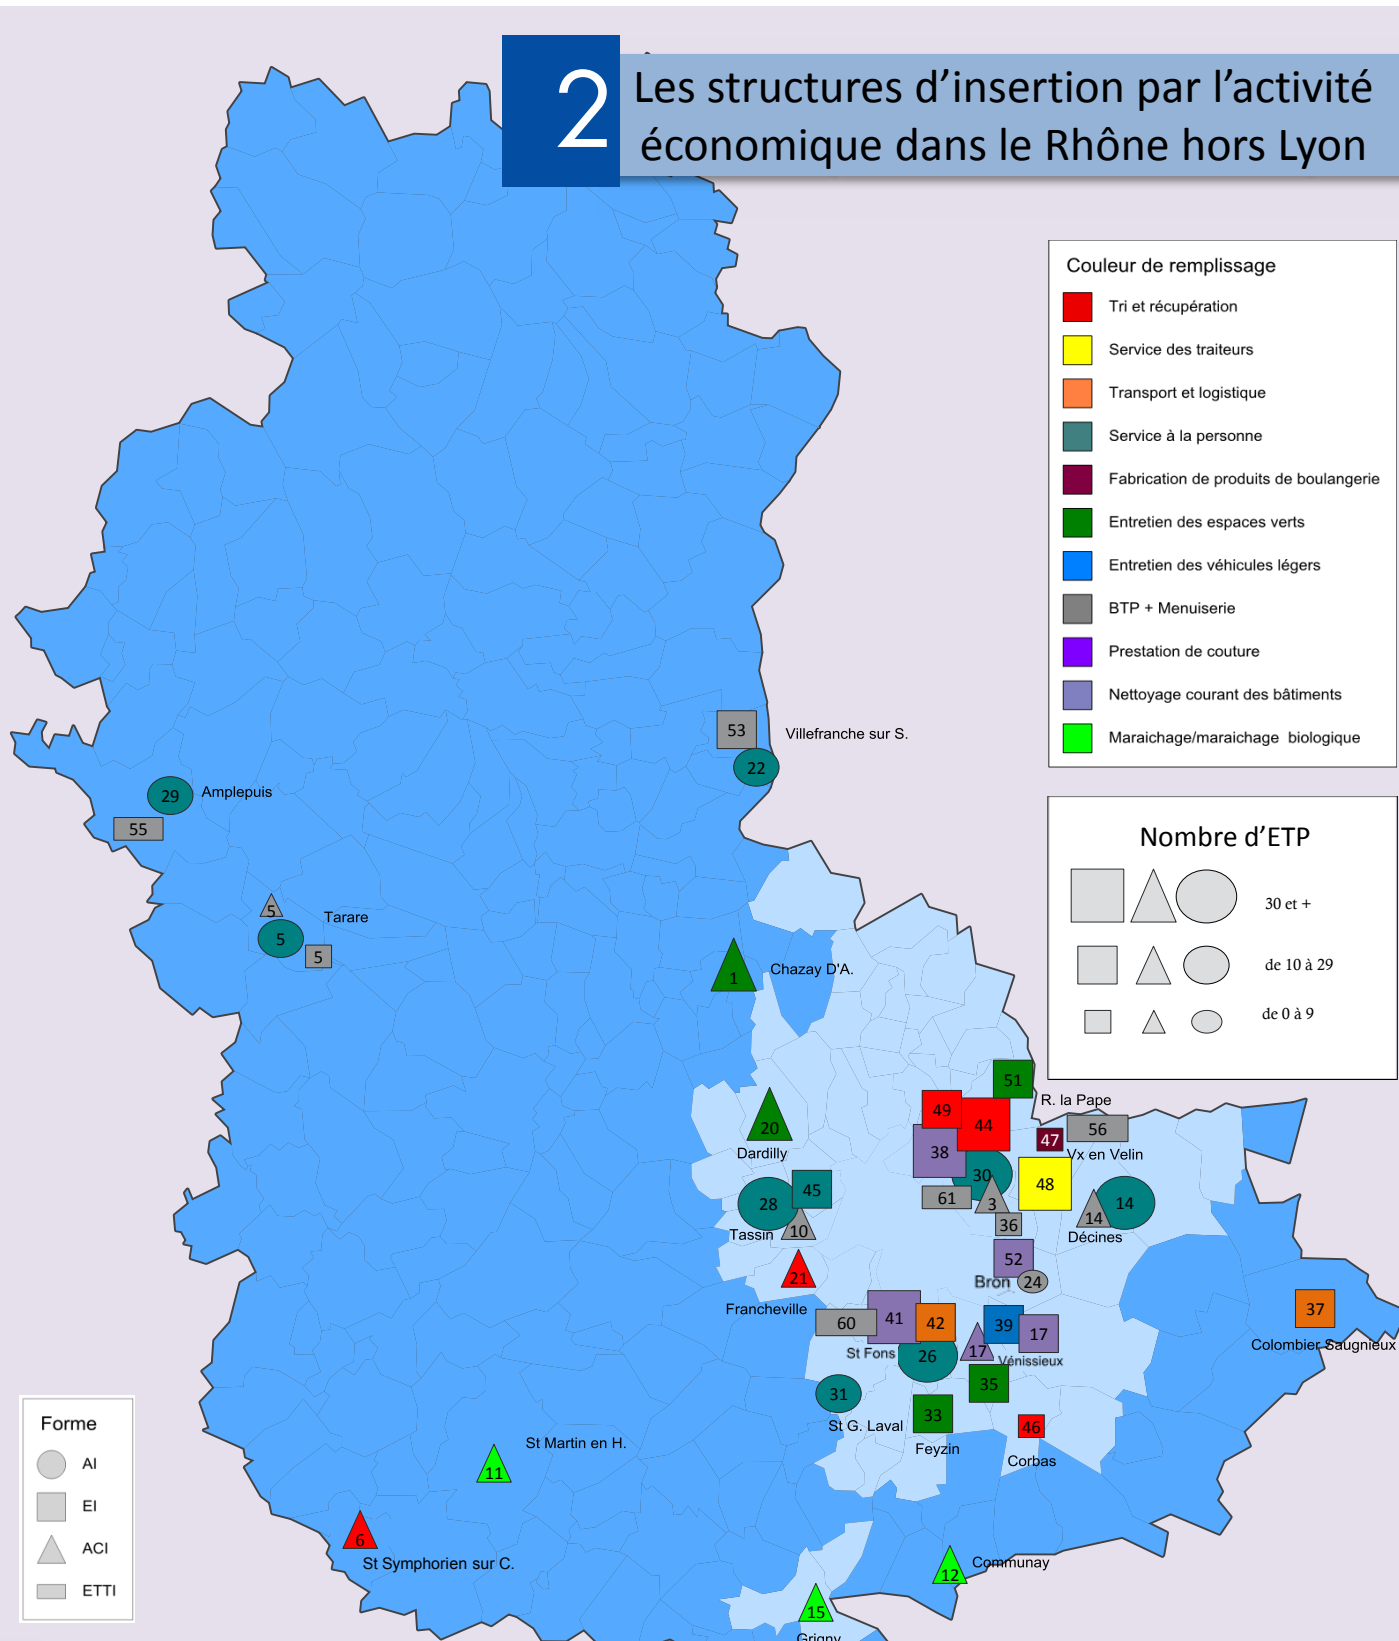 2
Les structures d’insertion par l’activité
économique dans le Rhône hors Lyon
Couleur de remplissage
Tri et récupération
Service des traiteurs
Transport et logistique
Service à la personne
Fabrication de produits de boulangerie
Entretien des espaces verts
Entretien des véhicules légers
BTP + Menuiserie
Prestation de couture
Nettoyage courant des bâtiments
Maraichage/maraichage biologique
Nombre d’ETP
30 et +
de 10 à 29
de 0 à 9
53
Villefranche sur S.
22
29
Amplepuis
55
5
Tarare
5
5
1
Chazay D'A.
51
R. la Pape
49
44
20
Dardilly
47
56
Vx en Velin
38
30
48
28
45
61
3
14
14
Tassin
10
36
Décines
52
21
Bron
24
Francheville
60
41
42
39
17
37
Colombier Saugnieux
St Fons
26
17
Vénissieux
31
35
St G. Laval
33
46
Feyzin
Corbas
St Martin en H.
11
6
St Symphorien sur C.
12
Communay
15
Grigny
Forme
AI
EI
ACI
ETTI